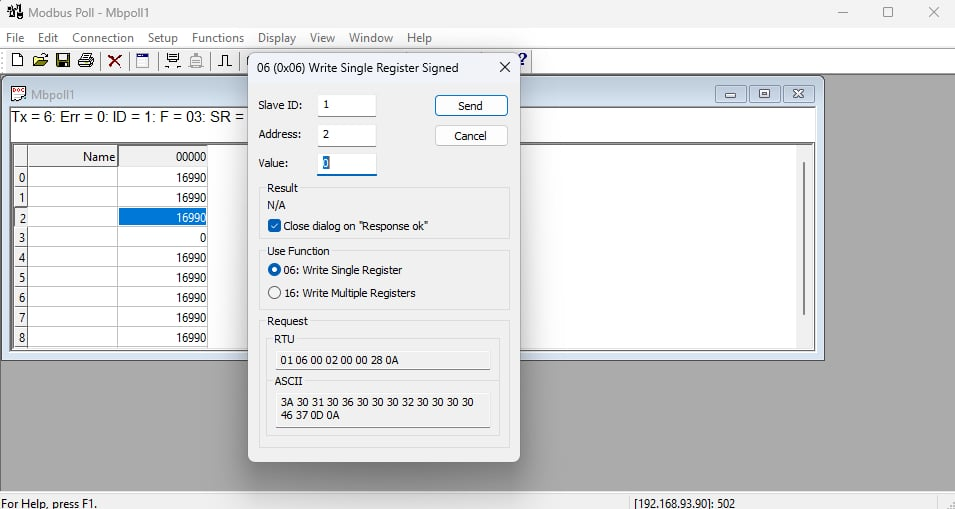 Modbus Poll - Mbpoll1
File Edit Connection Setup Functions Display View Window Help
Mbpoll1
Tx = 6: Err = 0: ID = 1: F = 03: SR =
Name 00000
0 16990
1 16990
2 16990
3 0
4 16990
5 16990
6 16990
7 16990
8 16990
06 (0x06) Write Single Register Signed
Slave ID: 1 Send
Address: 2 Cancel
Value: 0
Result
N/A
Close dialog on "Response ok"
Use Function
06: Write Single Register
16: Write Multiple Registers
Request
RTU
01 06 00 02 00 00 28 0A
ASCII
3A 30 31 30 36 30 30 30 32 30 30 30 30
46 37 0D 0A
For Help, press F1. [192.168.93.90]: 502